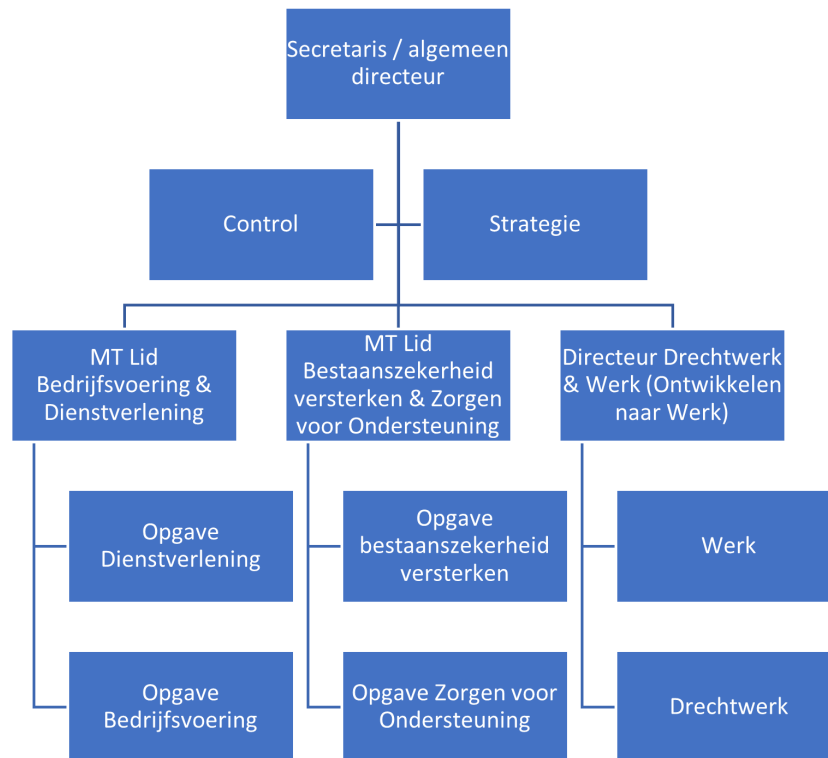 Secretaris / algemeen
directeur
Control
Strategie
MT Lid
Bedrijfsvoering &
Dienstverlening
MT Lid
Bestaanszekerheid
versterken & Zorgen
voor Ondersteuning
Directeur Drechtwerk
& Werk (Ontwikkelen
naar Werk)
Opgave
Dienstverlening
Opgave
bestaanszekerheid
versterken
Werk
Opgave
Bedrijfsvoering
Opgave Zorgen voor
Ondersteuning
Drechtwerk